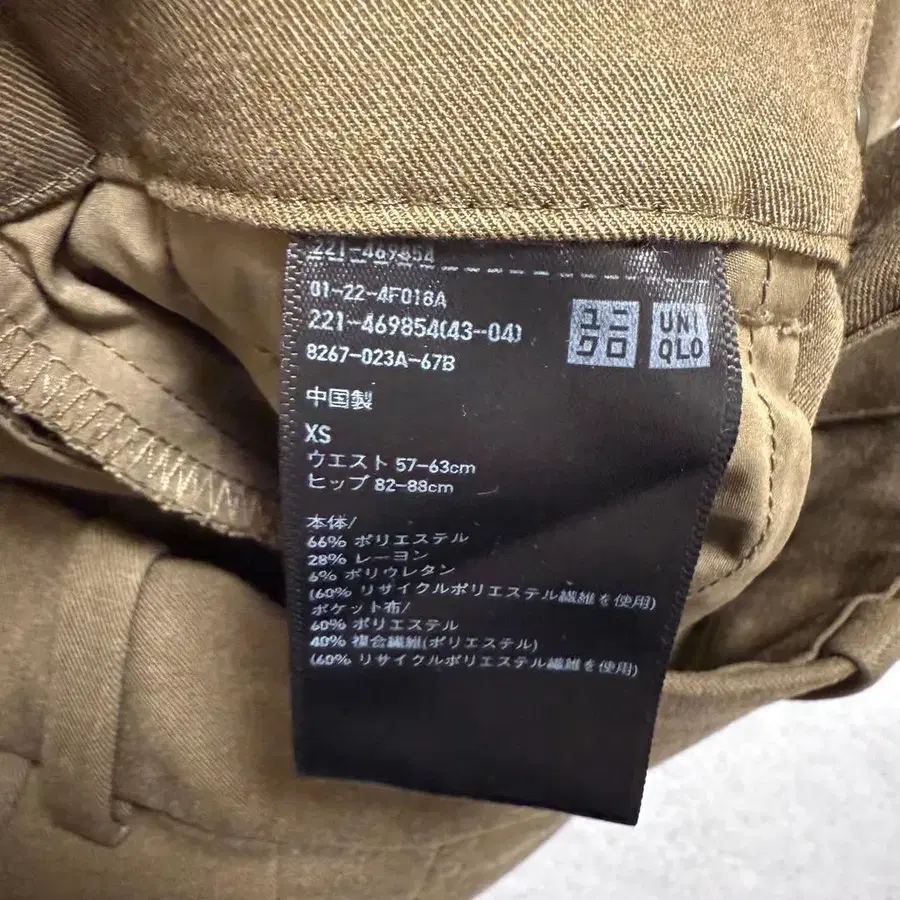 221-469854
01-22-4F018A
221-469854(43-04)
8267-023A-67B
ユニ
クロ
UNI
QLO
中国製
XS
ウエスト 57-63cm
ヒップ 82-88cm
本体/
66% ポリエステル
28% レーヨン
6% ポリウレタン
(60% リサイクルポリエステル繊維を使用)
ポケット布/
60% ポリエステル
40% 複合繊維(ポリエステル)
(60% リサイクルポリエステル繊維を使用)